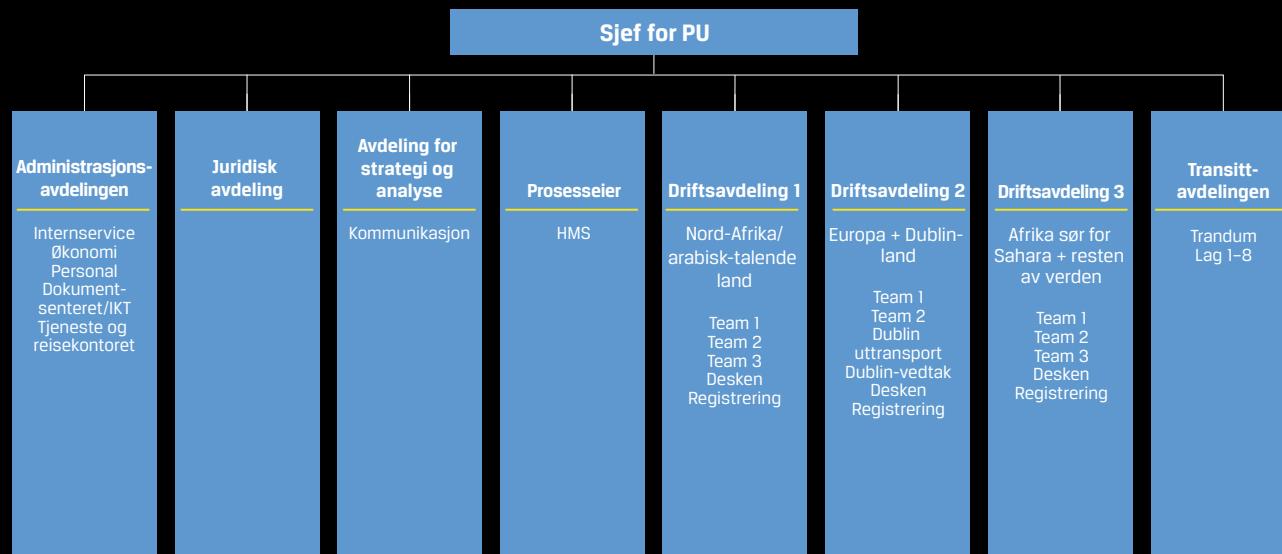 Sjef for PU
Administrasjons-
avdelingen
Internservice
Økonomi
Personal
Dokument-
senteret/IKT
Tjeneste og
reisekontoret
Juridisk
avdeling
Avdeling for
strategi og
analyse
Kommunikasjon
Prosesseier
HMS
Driftsavdeling 1
Nord-Afrika/
arabisk-talende
land
Team 1
Team 2
Team 3
Desken
Registrering
Driftsavdeling 2
Europa + Dublin-
land
Team 1
Team 2
Dublin
uttransport
Dublin-vedtak
Desken
Registrering
Driftsavdeling 3
Afrika sør for
Sahara + resten
av verden
Team 1
Team 2
Team 3
Desken
Registrering
Transitt-
avdelingen
Trandum
Lag 1–8